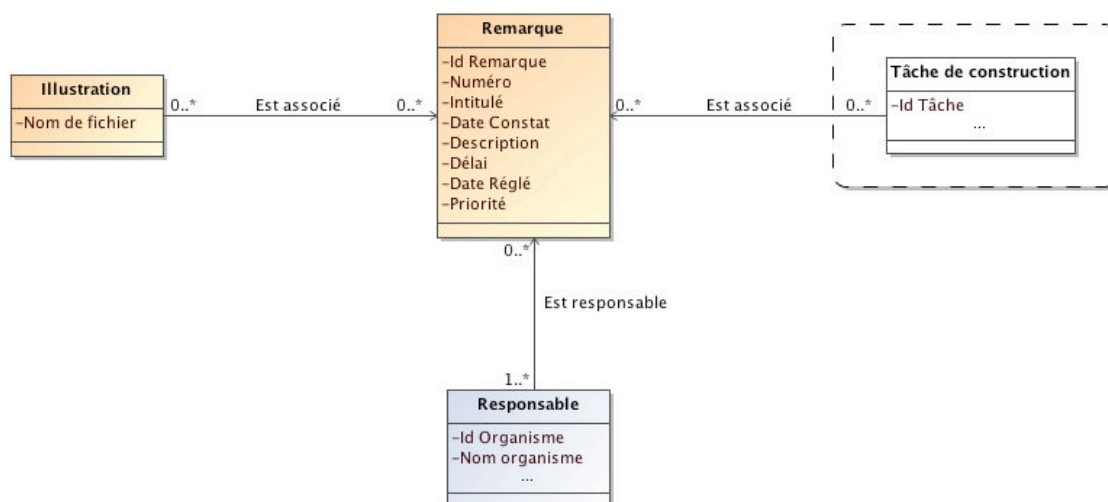 Remarque
-Id Remarque
-Numéro
-Intitulé
-Date Constat
-Description
-Délai
-Date Réglé
-Priorité
Illustration
-Nom de fichier
0..* Est associé 0..*
0..* Est associé 0..*
Tâche de construction
-Id Tâche
...
0..*
Est responsable
1..*
Responsable
-Id Organisme
-Nom organisme
...